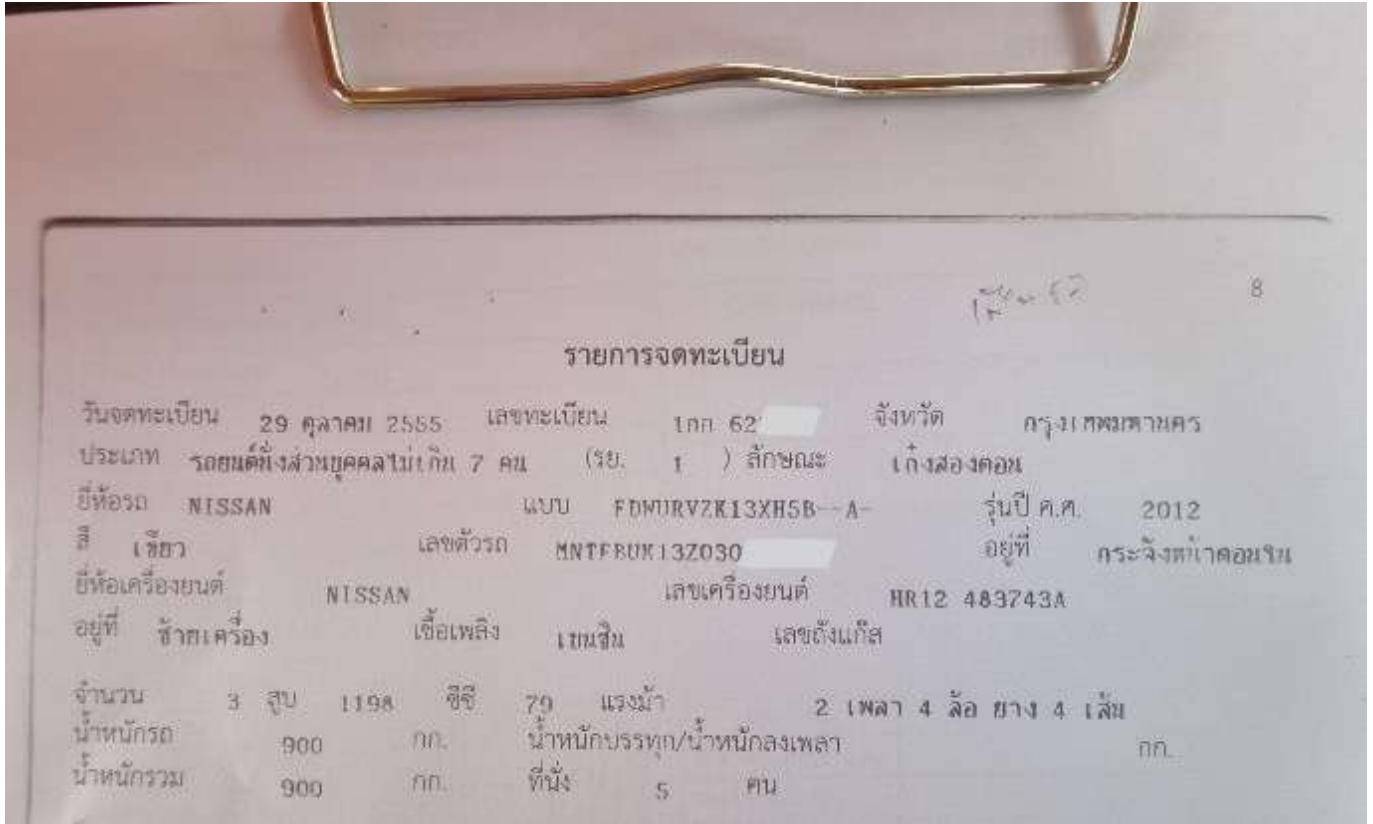 8
รายการจดทะเบียน
วันจดทะเบียน 29 ตุลาคม 2555 เลขทะเบียน 1กก 62 จังหวัด กรุงเทพมหานคร
ประเภท รถยนต์นั่งส่วนบุคคลไม่เกิน 7 คน (รย. 1 ) ลักษณะ เก๋งสองตอน
ยี่ห้อรถ NISSAN แบบ FDWURVZK13XH5B--A- รุ่นปี ค.ศ. 2012
สี เขียว เลขตัวรถ MNTFBUK13Z030 อยู่ที่ กระจังหน้าตอนใน
ยี่ห้อเครื่องยนต์ NISSAN เลขเครื่องยนต์ HR12 483743A
อยู่ที่ ซ้ายเครื่อง เชื้อเพลิง เบนซิน เลขถังแก๊ส
จำนวน 3 สูบ 1198 ซีซี 79 แรงม้า 2 เพลา 4 ล้อ ยาง 4 เส้น
น้ำหนักรถ 900 กก. น้ำหนักบรรทุก/น้ำหนักลงเพลา กก.
น้ำหนักรวม 900 กก. ที่นั่ง 5 คน